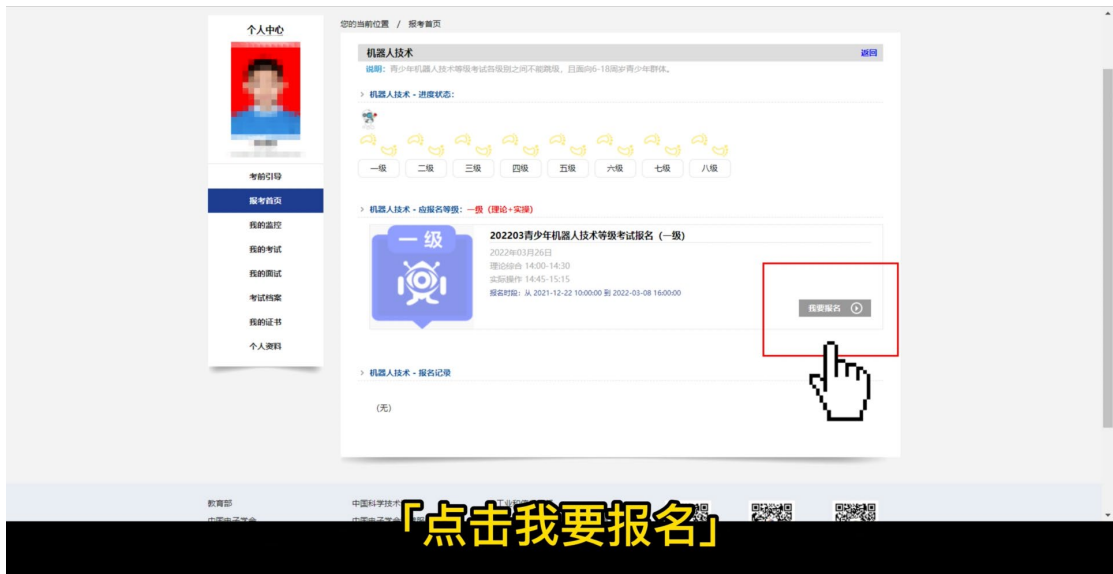 个人中心
考前引导
报考首页
我的监控
我的考试
我的面试
考试档案
我的证书
个人资料
您的当前位置 / 报考首页
机器人技术
返回
说明：青少年机器人技术等级考试各级别之间不能跳级，且面向6-18周岁青少年群体。
› 机器人技术 - 进度状态：
一级 二级 三级 四级 五级 六级 七级 八级
› 机器人技术 - 应报名等级：一级（理论+实操）
一级
202203青少年机器人技术等级考试报名（一级）
2022年03月26日
理论综合 14:00-14:30
实际操作 14:45-15:15
报名时段：从 2021-12-22 10:00:00 到 2022-03-08 16:00:00
我要报名
› 机器人技术 - 报名记录
(无)
教育部
中国科学技术
「点击我要报名」